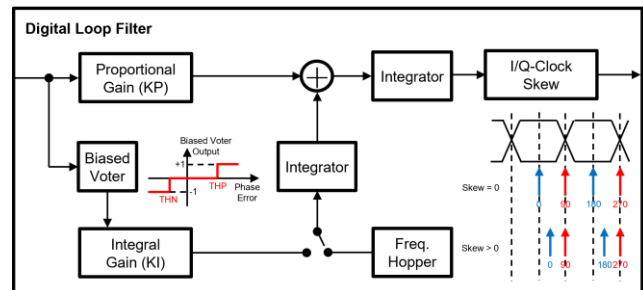 Digital Loop Filter
Proportional
Gain (KP)
Integrator
I/Q-Clock
Skew
Biased
Voter
Biased Voter
Output
+1
THP
THN
-1
Phase
Error
Integrator
Integral
Gain (KI)
Freq.
Hopper
Skew = 0
0
90
180
270
Skew > 0
0
90
180
270